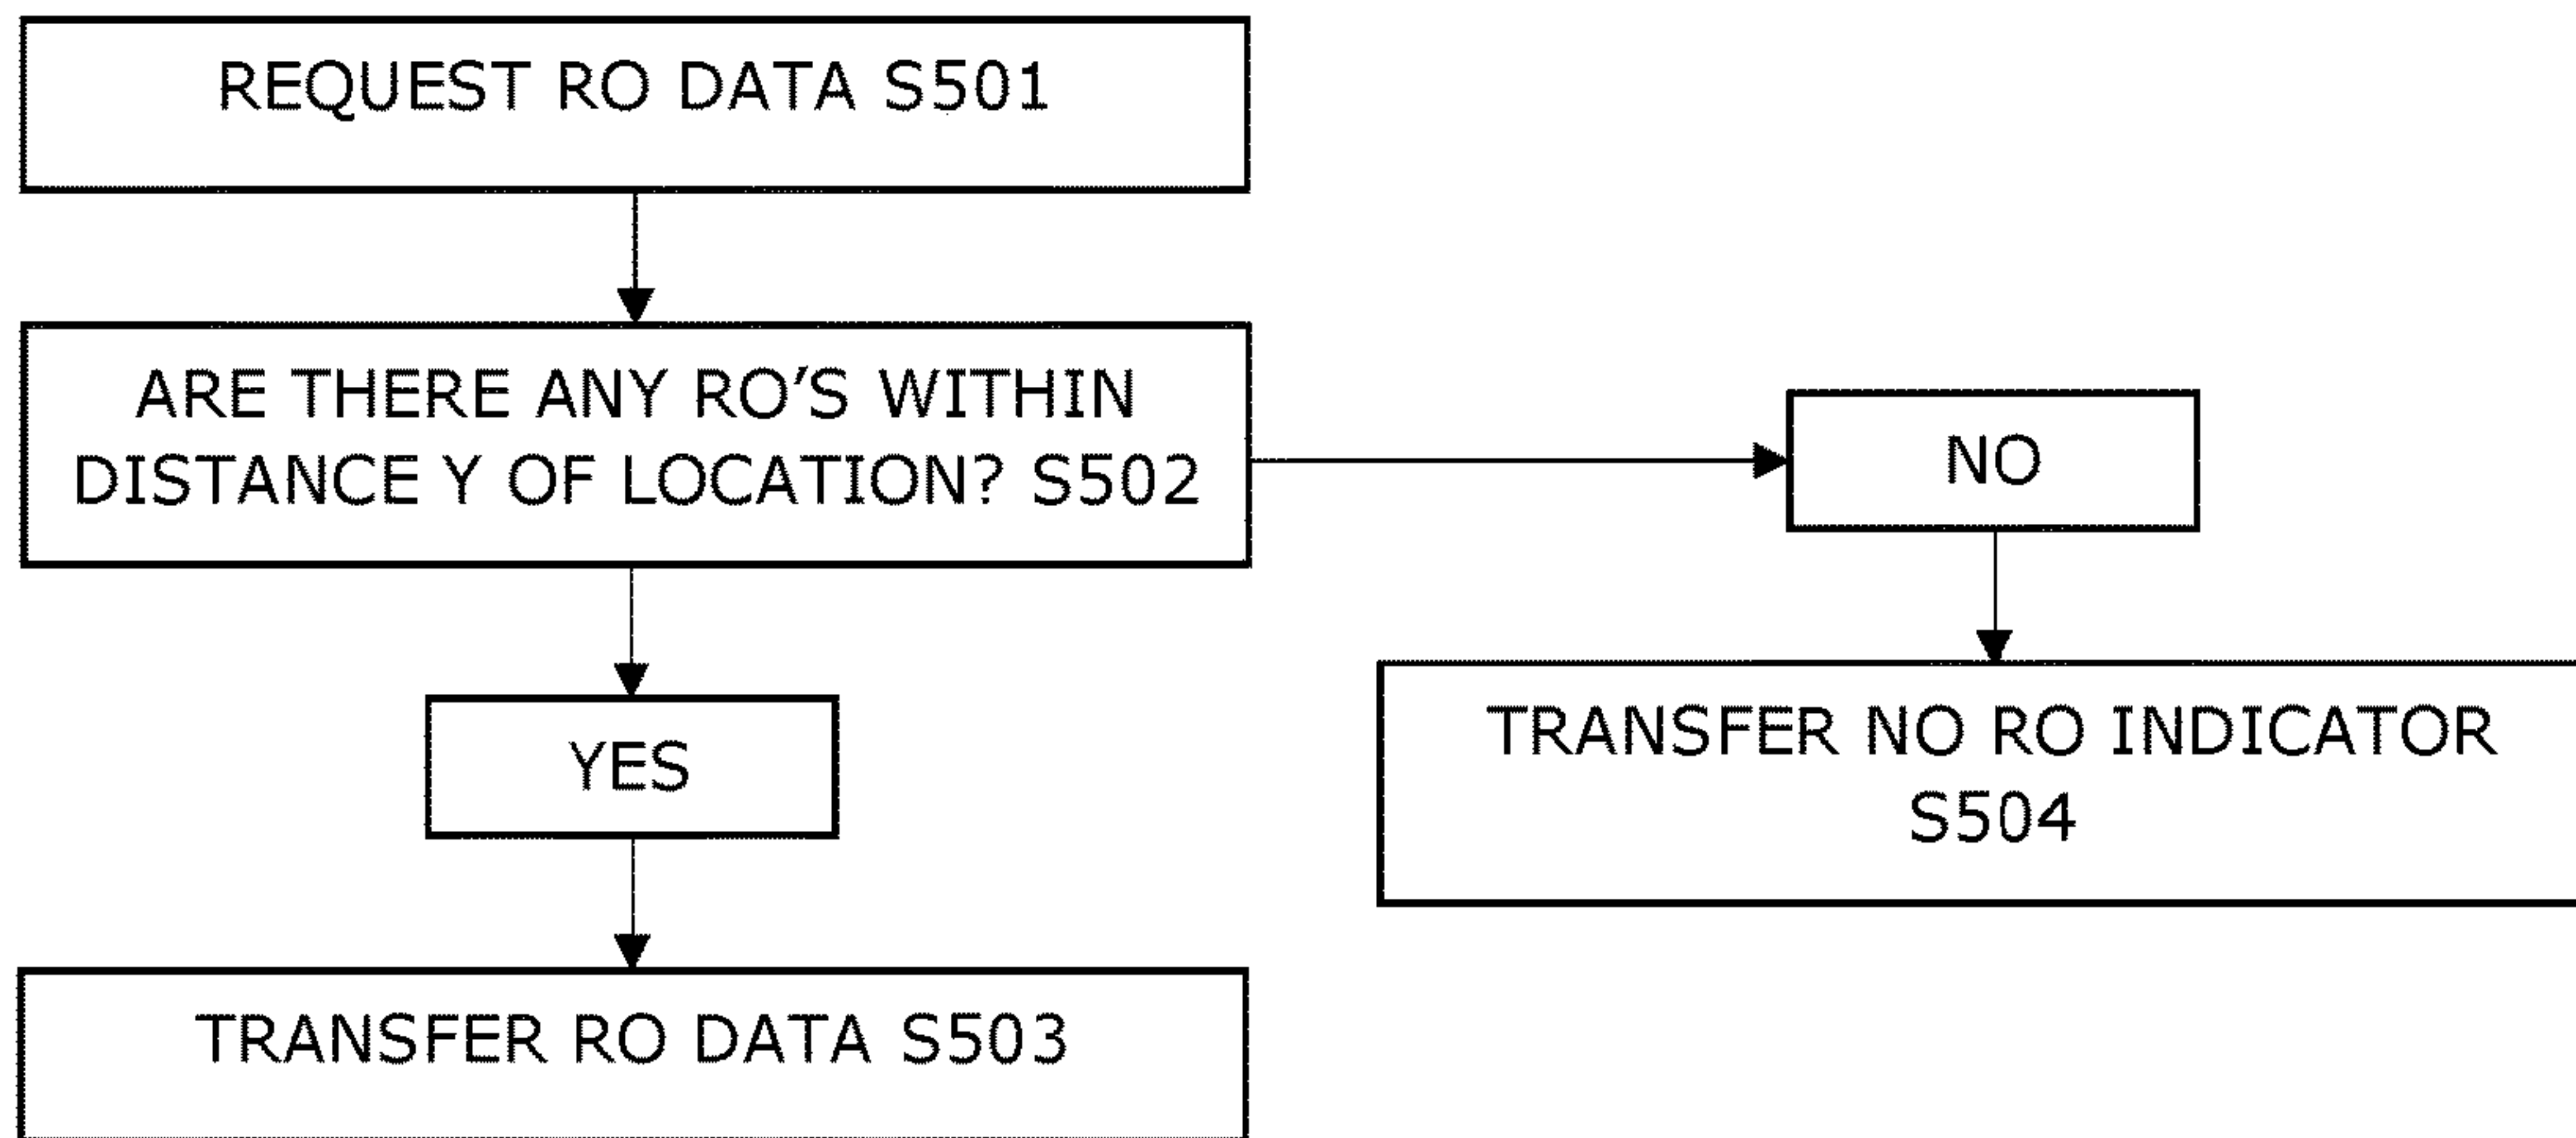 REQUEST RO DATA S501
ARE THERE ANY RO'S WITHIN
DISTANCE Y OF LOCATION? S502
NO
YES
TRANSFER NO RO INDICATOR
S504
TRANSFER RO DATA S503